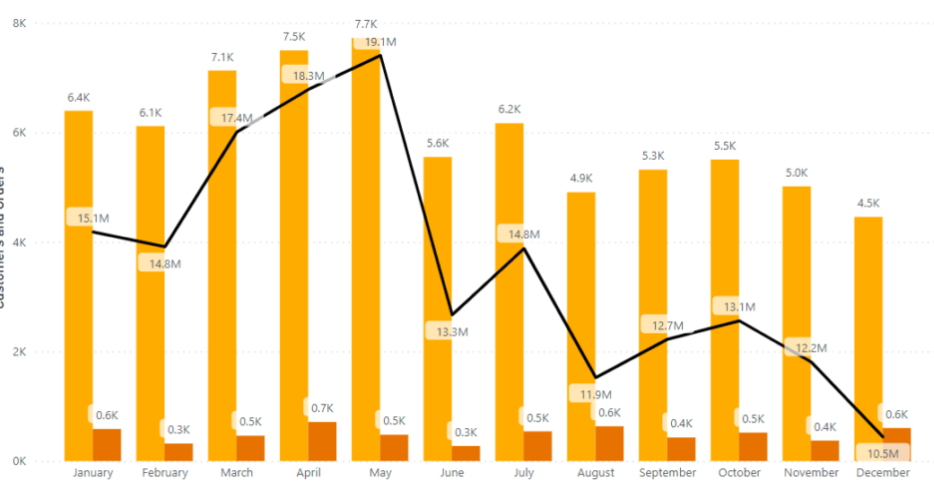 8K
6K
4K
2K
0K
Customers and Orders
6.4K
6.1K
7.1K
7.5K
7.7K
5.6K
6.2K
4.9K
5.3K
5.5K
5.0K
4.5K
15.1M
14.8M
17.4M
18.3M
19.1M
13.3M
14.8M
11.9M
12.7M
13.1M
12.2M
10.5M
0.6K
0.3K
0.5K
0.7K
0.5K
0.3K
0.5K
0.6K
0.4K
0.5K
0.4K
0.6K
January February March April May June July August September October November December